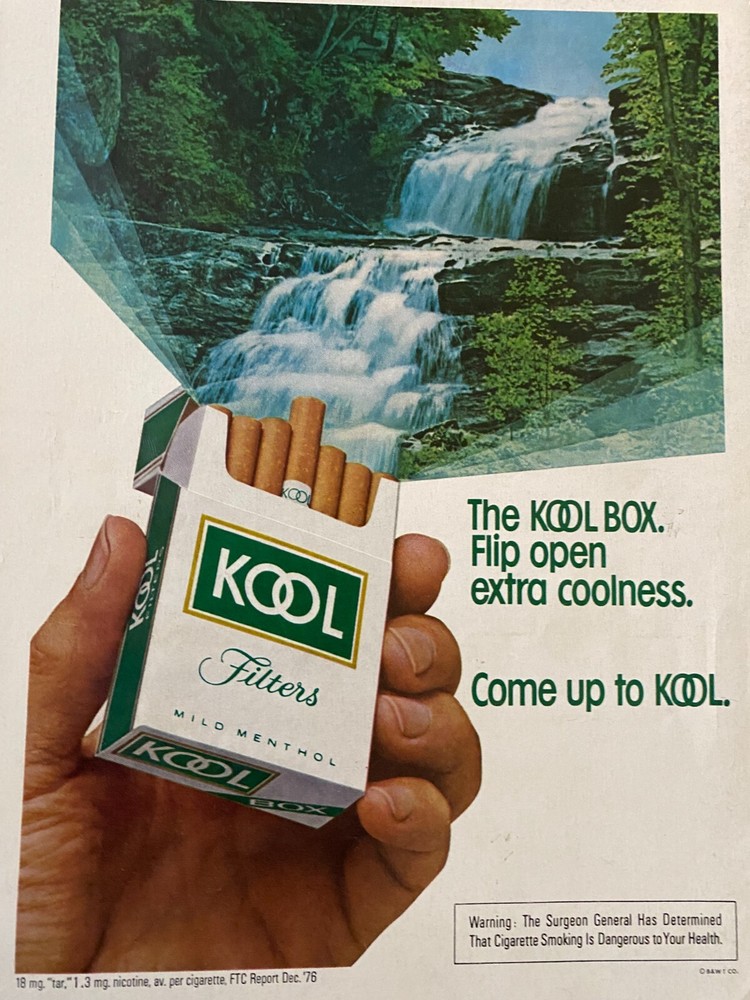 The KOOL BOX.
Flip open
extra coolness.
Come up to KOOL.
KOOL
KOOL
KOOL
Filters
MILD MENTHOL
KOOL
BOX
Warning: The Surgeon General Has Determined
That Cigarette Smoking Is Dangerous to Your Health.
© B&W T CO.
18 mg. "tar," 1.3 mg. nicotine, av. per cigarette, FTC Report Dec. '76